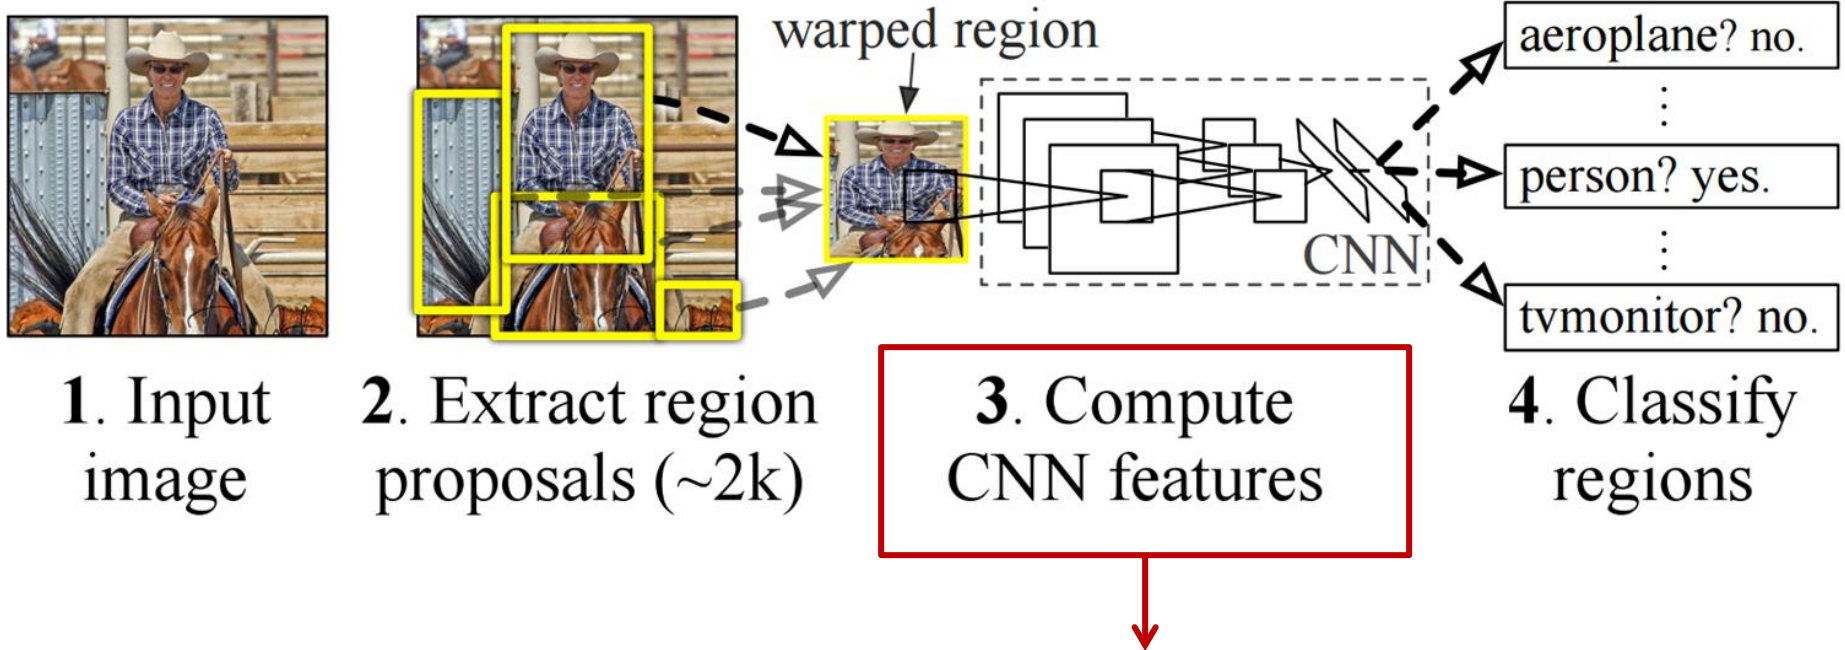 warped region
aeroplane? no.
person? yes.
CNN
tvmonitor? no.
1. Input
image
2. Extract region
proposals (~2k)
3. Compute
CNN features
4. Classify
regions